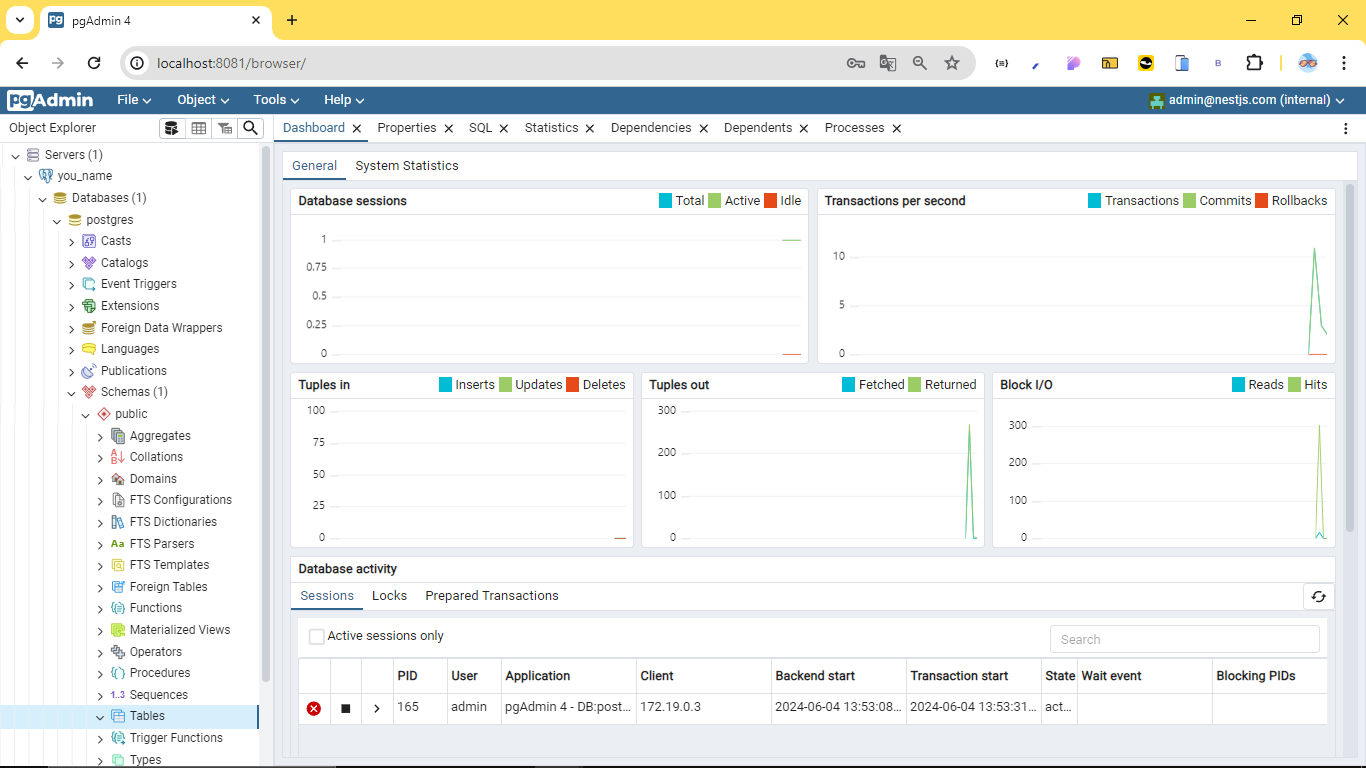 pgAdmin 4
localhost:8081/browser/
B
pgAdmin File Object Tools Help admin@nestjs.com (internal)
Object Explorer
Dashboard Properties SQL Statistics Dependencies Dependents Processes
Servers (1)
you_name
Databases (1)
postgres
Casts
Catalogs
Event Triggers
Extensions
Foreign Data Wrappers
Languages
Publications
Schemas (1)
public
Aggregates
Collations
Domains
FTS Configurations
FTS Dictionaries
Aa FTS Parsers
FTS Templates
Foreign Tables
Functions
Materialized Views
Operators
Procedures
1..3 Sequences
Tables
Trigger Functions
Types
General System Statistics
Database sessions Total Active Idle
1
0.75
0.5
0.25
0
Transactions per second Transactions Commits Rollbacks
10
5
0
Tuples in Inserts Updates Deletes
100
75
50
25
0
Tuples out Fetched Returned
300
200
100
0
Block I/O Reads Hits
300
200
100
0
Database activity
Sessions Locks Prepared Transactions
Active sessions only Search
PID User Application Client Backend start Transaction start State Wait event Blocking PIDs
165 admin pgAdmin 4 - DB:post... 172.19.0.3 2024-06-04 13:53:08... 2024-06-04 13:53:31... act...